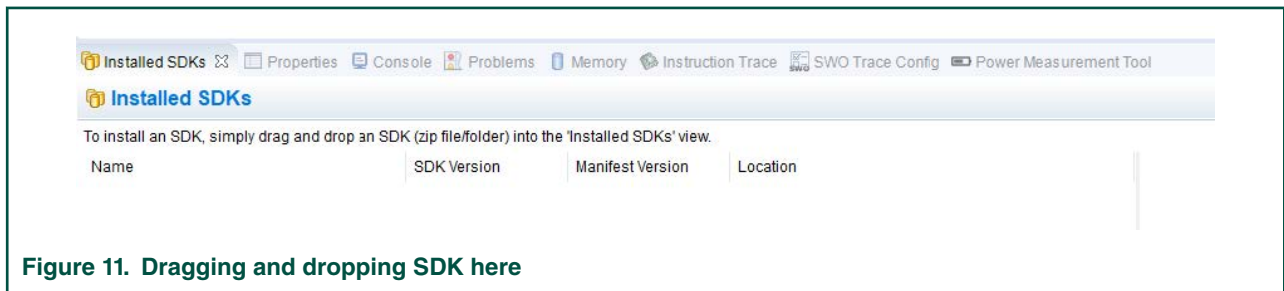 Installed SDKs Properties Console Problems Memory Instruction Trace SWO Trace Config Power Measurement Tool
Installed SDKs
To install an SDK, simply drag and drop an SDK (zip file/folder) into the 'Installed SDKs' view.
Name SDK Version Manifest Version Location
Figure 11. Dragging and dropping SDK here